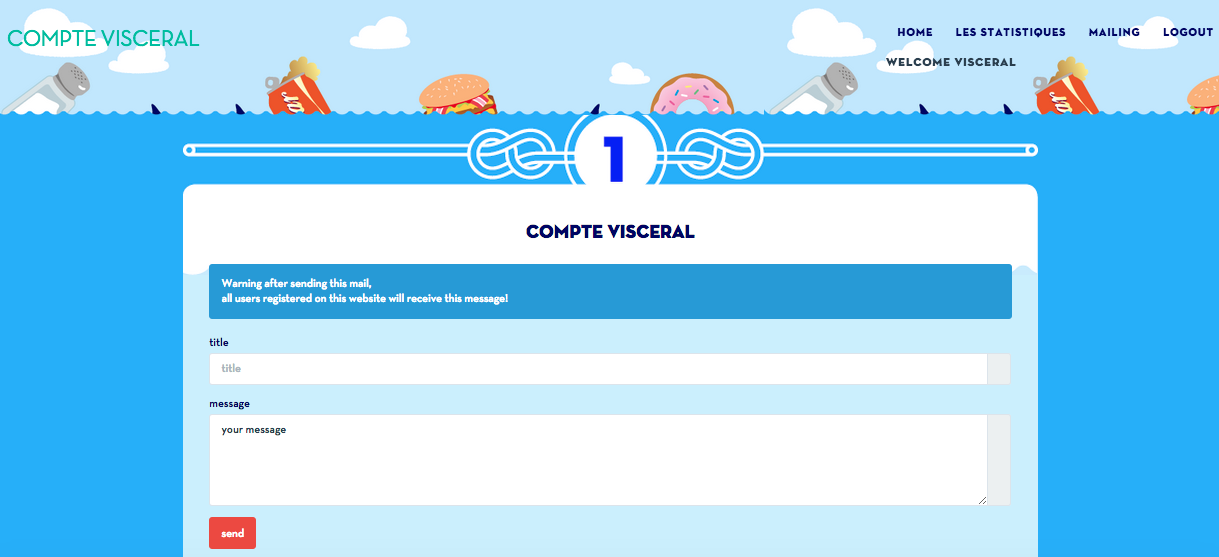 COMPTE VISCERAL
HOME LES STATISTIQUES MAILING LOGOUT
WELCOME VISCERAL
1
COMPTE VISCERAL
Warning after sending this mail,
all users registered on this website will receive this message!
title
title
message
your message
send